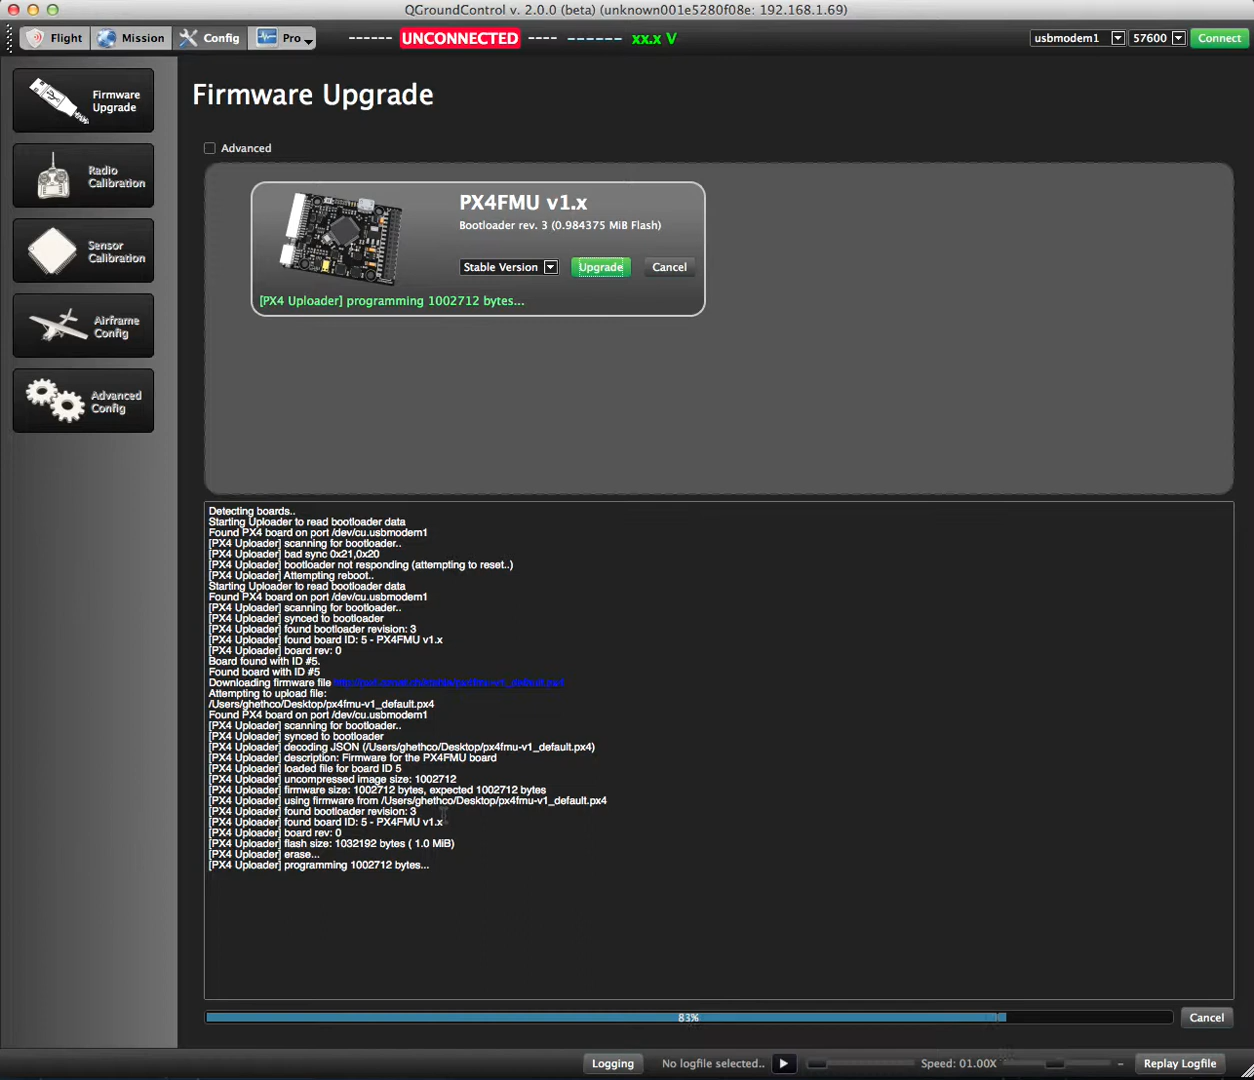 QGroundControl v. 2.0.0 (beta) (unknown001e5280f08e: 192.168.1.69)
Flight Mission Config Pro ------ UNCONNECTED ---- ------ xx.x V usbmodem1 57600 Connect
Firmware
Upgrade
Radio
Calibration
Sensor
Calibration
Airframe
Config
Advanced
Config
Firmware Upgrade
Advanced
PX4FMU v1.x
Bootloader rev. 3 (0.984375 MiB Flash)
Stable Version Upgrade Cancel
[PX4 Uploader] programming 1002712 bytes...
Detecting boards..
Starting Uploader to read bootloader data
Found PX4 board on port /dev/cu.usbmodem1
[PX4 Uploader] scanning for bootloader..
[PX4 Uploader] bad sync 0x21,0x20
[PX4 Uploader] bootloader not responding (attempting to reset..)
[PX4 Uploader] Attempting reboot..
Starting Uploader to read bootloader data
Found PX4 board on port /dev/cu.usbmodem1
[PX4 Uploader] scanning for bootloader..
[PX4 Uploader] synced to bootloader
[PX4 Uploader] found bootloader revision: 3
[PX4 Uploader] found board ID: 5 - PX4FMU v1.x
[PX4 Uploader] board rev: 0
Board found with ID #5.
Found board with ID #5
Downloading firmware file
Attempting to upload file:
/Users/ghethco/Desktop/px4fmu-v1_default.px4
Found PX4 board on port /dev/cu.usbmodem1
[PX4 Uploader] scanning for bootloader..
[PX4 Uploader] synced to bootloader
[PX4 Uploader] decoding JSON (/Users/ghethco/Desktop/px4fmu-v1_default.px4)
[PX4 Uploader] description: Firmware for the PX4FMU board
[PX4 Uploader] loaded file for board ID 5
[PX4 Uploader] uncompressed image size: 1002712
[PX4 Uploader] firmware size: 1002712 bytes, expected 1002712 bytes
[PX4 Uploader] using firmware from /Users/ghethco/Desktop/px4fmu-v1_default.px4
[PX4 Uploader] found bootloader revision: 3
[PX4 Uploader] found board ID: 5 - PX4FMU v1.x
[PX4 Uploader] board rev: 0
[PX4 Uploader] flash size: 1032192 bytes ( 1.0 MiB)
[PX4 Uploader] erase...
[PX4 Uploader] programming 1002712 bytes...
83% Cancel
Logging No logfile selected.. Speed: 01.00X – Replay Logfile